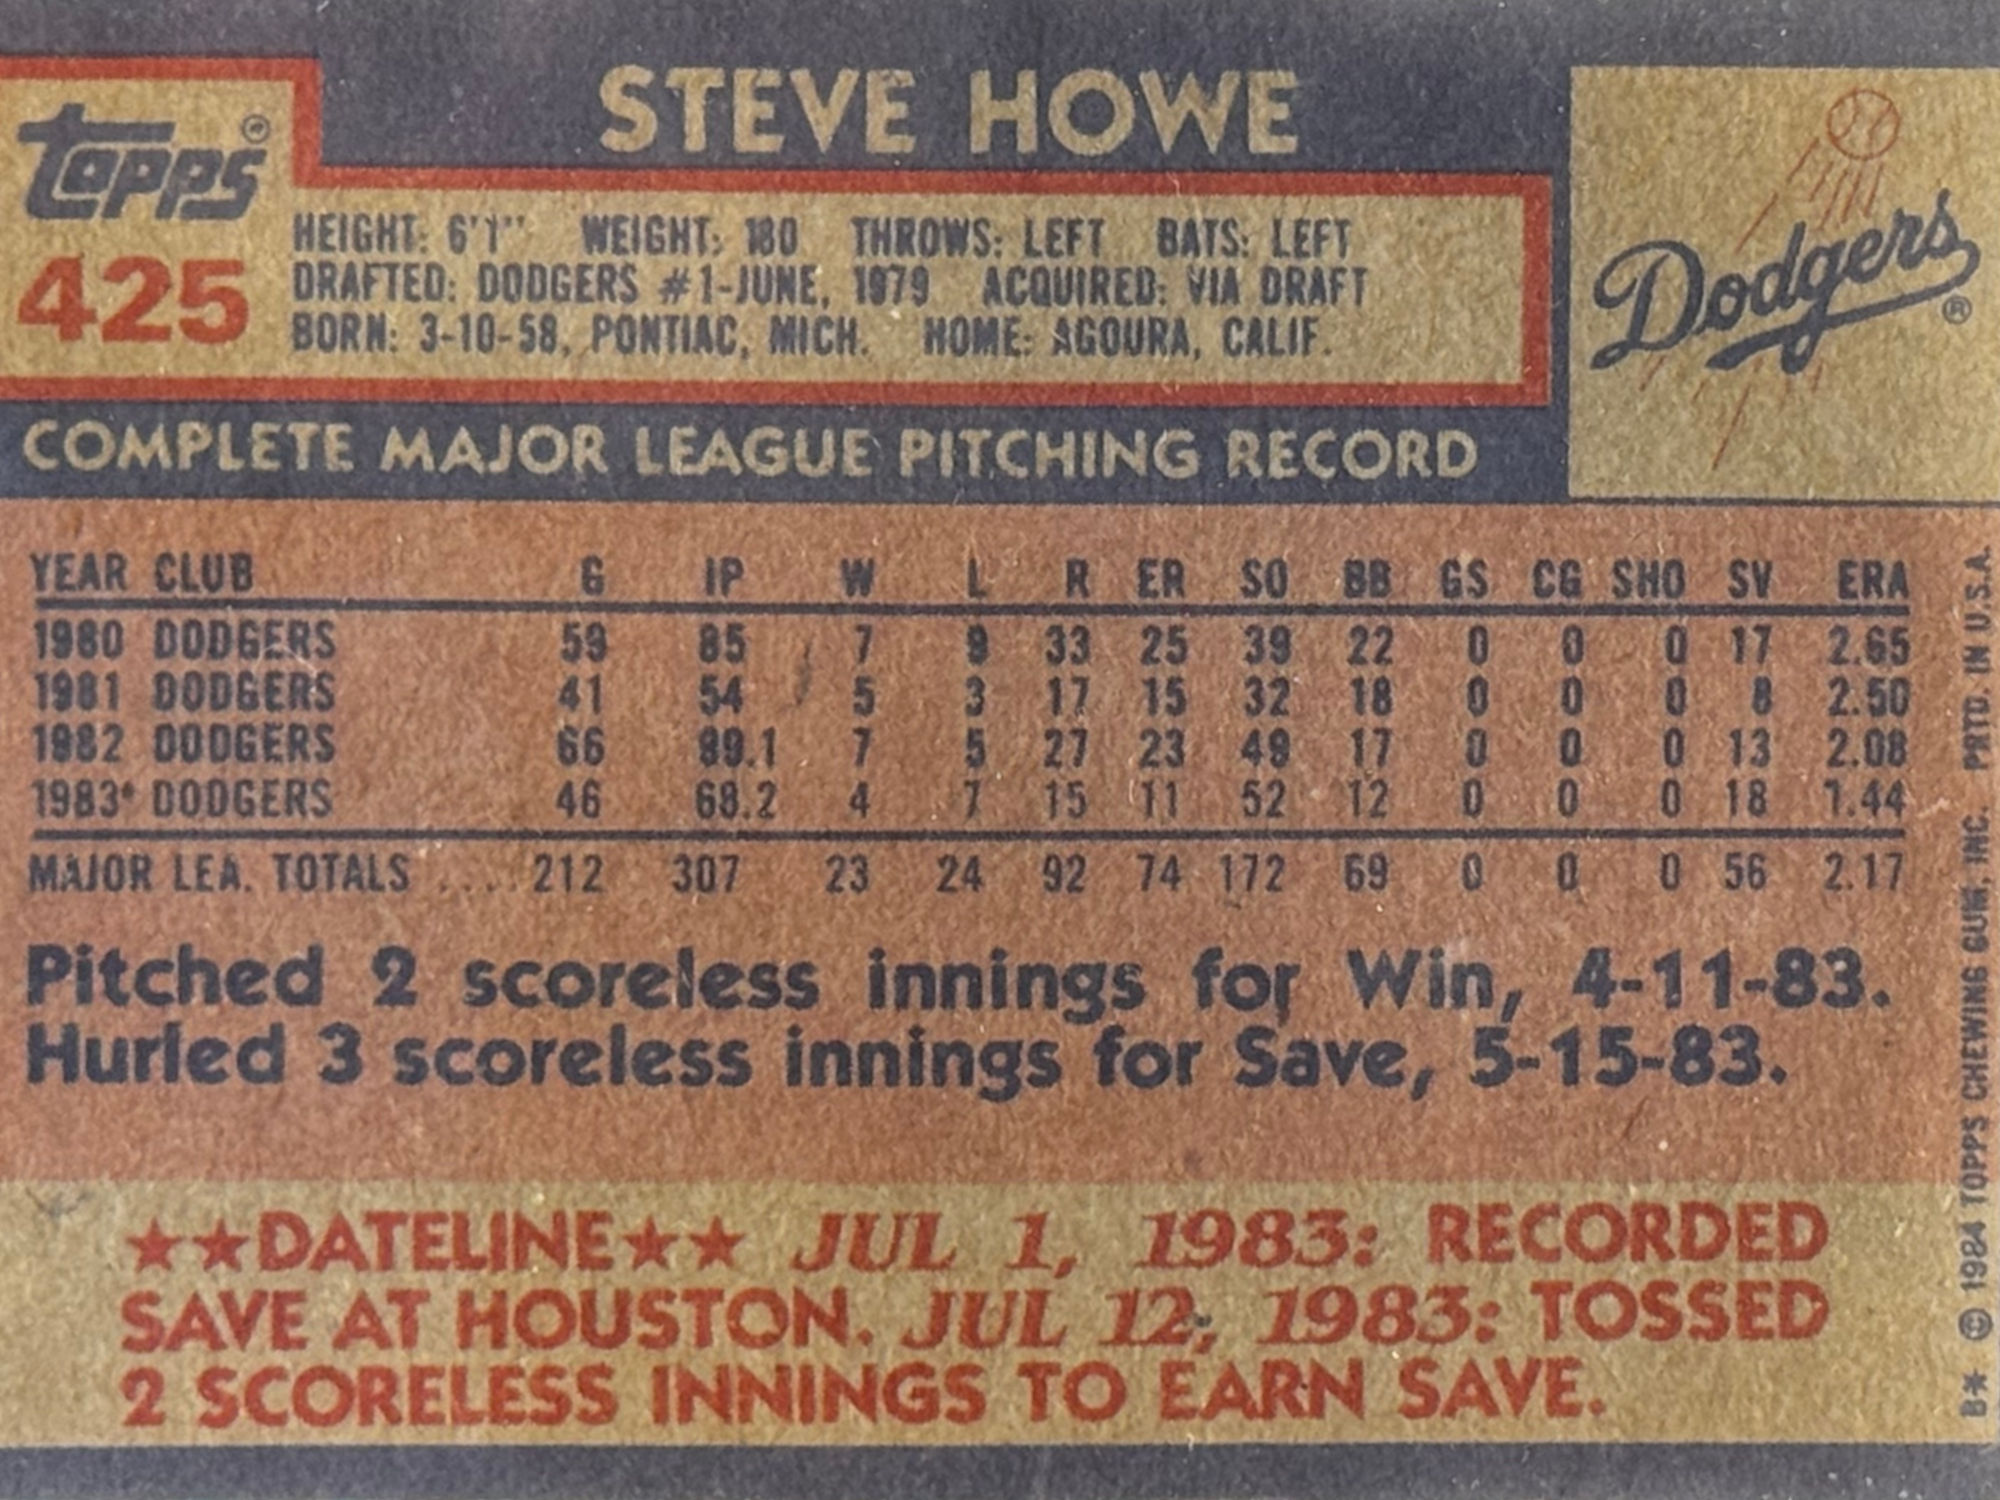 STEVE HOWE
Topps®
425
HEIGHT: 6'1" WEIGHT: 180 THROWS: LEFT BATS: LEFT
DRAFTED: DODGERS #1-JUNE, 1979 ACQUIRED: VIA DRAFT
BORN: 3-10-58, PONTIAC, MICH. HOME: AGOURA, CALIF.
Dodgers®
COMPLETE MAJOR LEAGUE PITCHING RECORD
YEAR CLUB G IP W L R ER SO BB GS CG SHO SV ERA
1980 DODGERS 59 85 7 9 33 25 39 22 0 0 0 17 2.65
1981 DODGERS 41 54 5 3 17 15 32 18 0 0 0 8 2.50
1982 DODGERS 66 99.1 7 5 27 23 49 17 0 0 0 13 2.08
1983* DODGERS 46 68.2 4 7 15 11 52 12 0 0 0 18 1.44
MAJOR LEA. TOTALS .... 212 307 23 24 92 74 172 69 0 0 0 56 2.17
Pitched 2 scoreless innings for Win, 4-11-83.
Hurled 3 scoreless innings for Save, 5-15-83.
★★DATELINE★★ JUL 1, 1983: RECORDED
SAVE AT HOUSTON. JUL 12, 1983: TOSSED
2 SCORELESS INNINGS TO EARN SAVE.
B* © 1984 TOPPS CHEWING GUM, INC. PRTD. IN U.S.A.